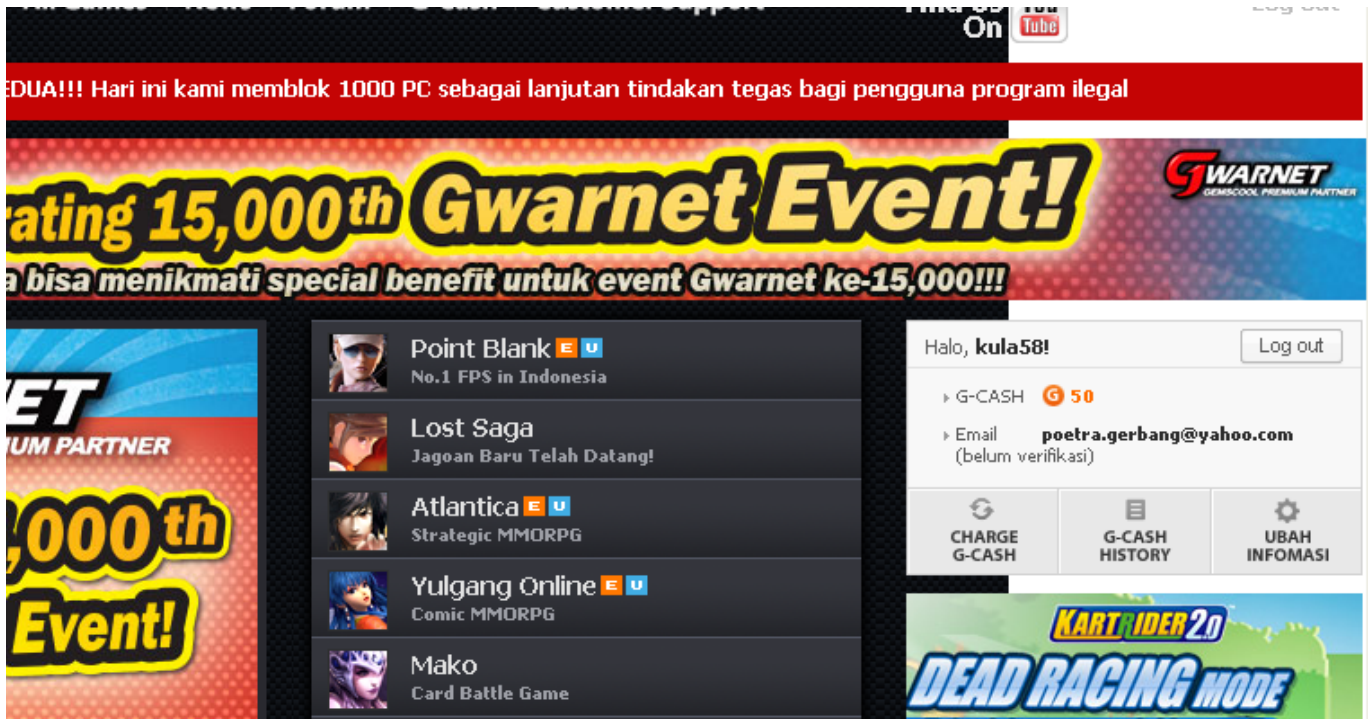 On
You
Tube
EDUA!!! Hari ini kami memblok 1000 PC sebagai lanjutan tindakan tegas bagi pengguna program ilegal
rating 15,000th Gwarnet Event!
GWARNET
GEMSCOOL PREMIUM PARTNER
a bisa menikmati special benefit untuk event Gwarnet ke-15,000!!!
ET
IUM PARTNER
,000 th
Event!
Point Blank E U
No.1 FPS in Indonesia
Lost Saga
Jagoan Baru Telah Datang!
Atlantica E U
Strategic MMORPG
Yulgang Online E U
Comic MMORPG
Mako
Card Battle Game
Halo, kula58!
Log out
G-CASH G 50
Email poetra.gerbang@yahoo.com
(belum verifikasi)
CHARGE
G-CASH
G-CASH
HISTORY
UBAH
INFOMASI
KARTRIDER 2.0
DEAD RACING MODE